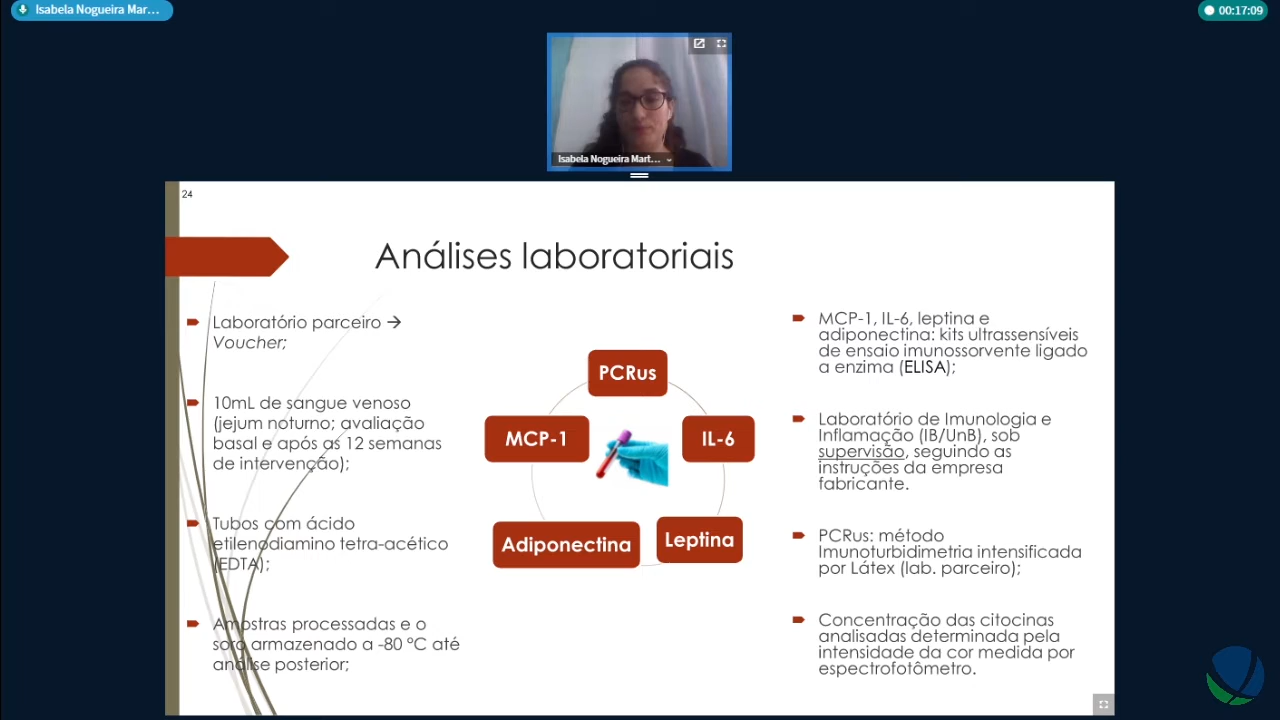 Isabela Nogueira Mar...
00:17:09
Isabela Nogueira Mart...
24
Análises laboratoriais
Laboratório parceiro →
Voucher;
10mL de sangue venoso
(jejum noturno; avaliação
basal e após as 12 semanas
de intervenção);
Tubos com ácido
etilenodiamino tetra-acético
(EDTA);
Amostras processadas e o
soro armazenado a -80 °C até
análise posterior;
PCRus
MCP-1
IL-6
Adiponectina
Leptina
MCP-1, IL-6, leptina e
adiponectina: kits ultrassensíveis
de ensaio imunossorvente ligado
a enzima (ELISA);
Laboratório de Imunologia e
Inflamação (IB/UnB), sob
supervisão, seguindo as
instruções da empresa
fabricante.
PCRus: método
Imunoturbidimetria intensificada
por Látex (lab. parceiro);
Concentração das citocinas
analisadas determinada pela
intensidade da cor medida por
espectrofotômetro.